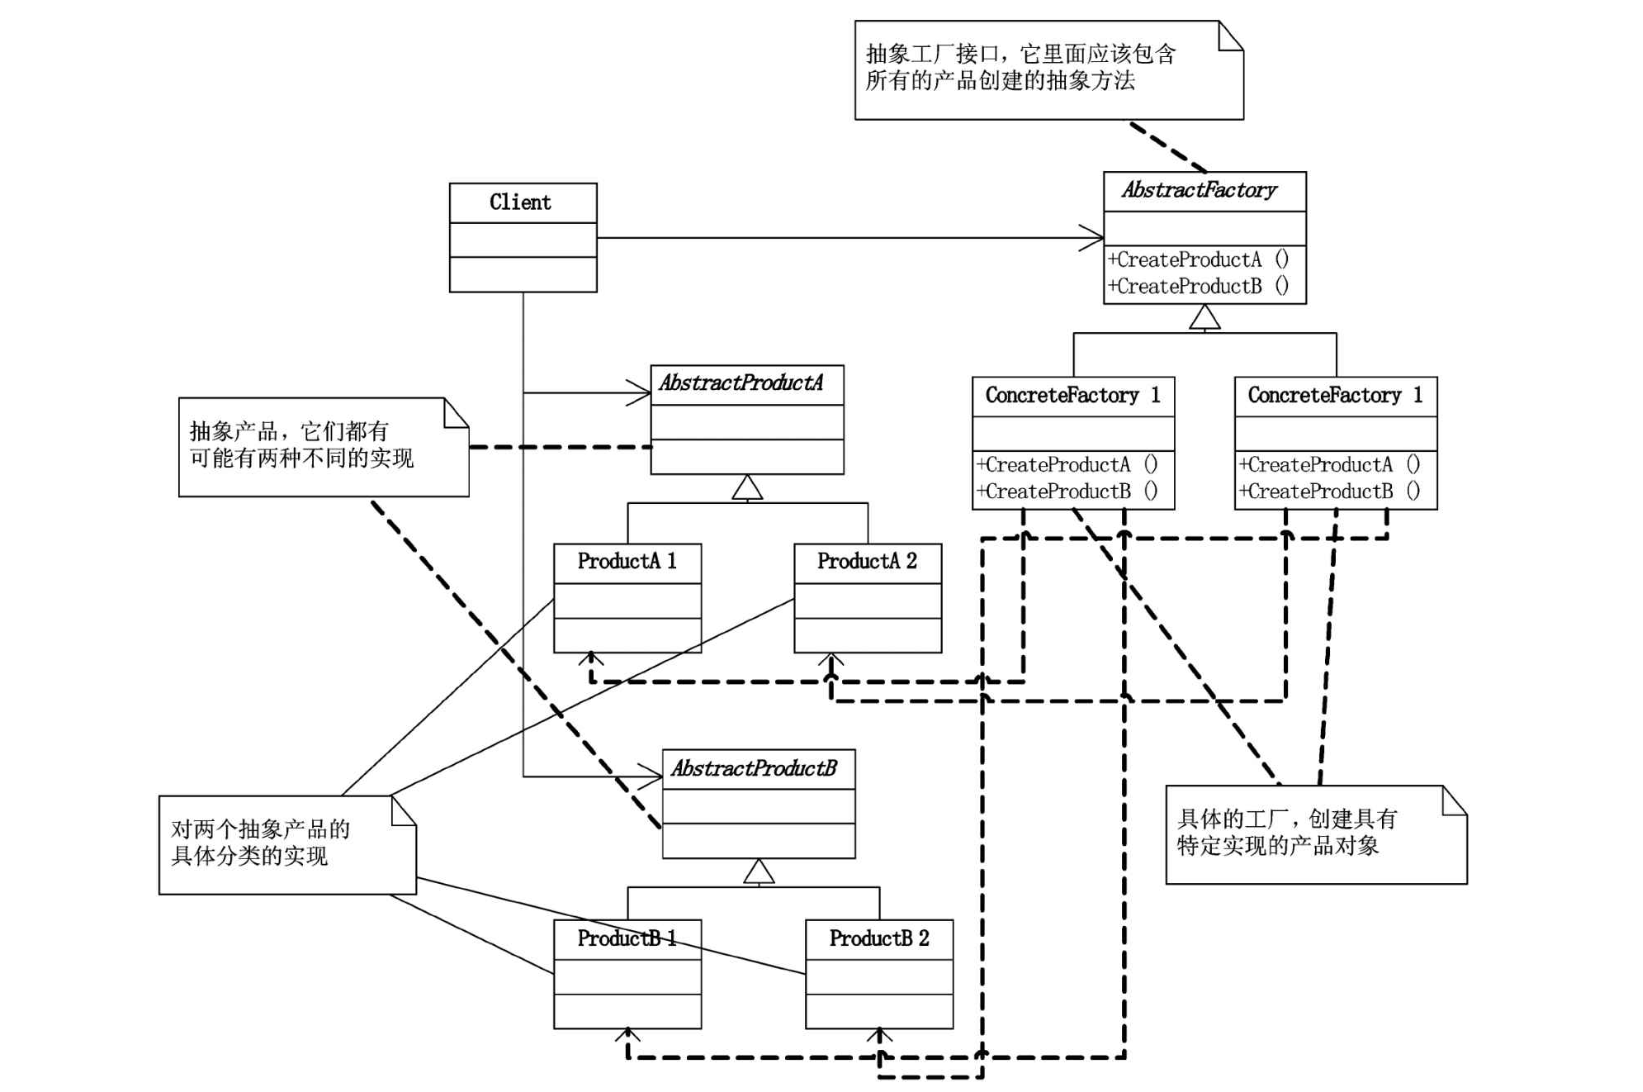 抽象工厂接口，它里面应该包含
所有的产品创建的抽象方法
Client
AbstractFactory
+CreateProductA ()
+CreateProductB ()
AbstractProductA
ConcreteFactory 1
+CreateProductA ()
+CreateProductB ()
ConcreteFactory 1
+CreateProductA ()
+CreateProductB ()
抽象产品，它们都有
可能有两种不同的实现
ProductA 1
ProductA 2
AbstractProductB
对两个抽象产品的
具体分类的实现
具体的工厂，创建具有
特定实现的产品对象
ProductB 1
ProductB 2